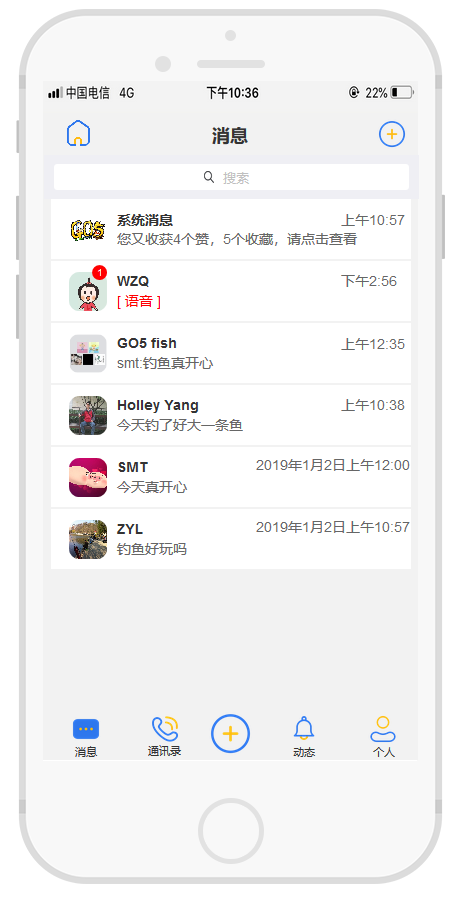 中国电信 4G 下午10:36 22%
消息
搜索
GO5
系统消息 上午10:57
您又收获4个赞，5个收藏，请点击查看
1
WZQ 下午2:56
[ 语音 ]
GO5 fish 上午12:35
smt:钓鱼真开心
Holley Yang 上午10:38
今天钓了好大一条鱼
SMT 2019年1月2日上午12:00
今天真开心
ZYL 2019年1月2日上午10:57
钓鱼好玩吗
消息 通讯录 动态 个人